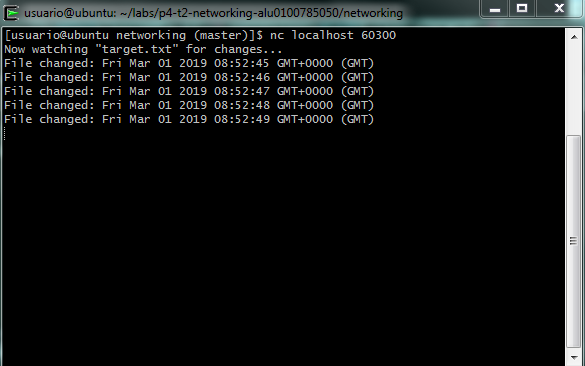 usuario@ubuntu: ~/labs/p4-t2-networking-alu0100785050/networking
[usuario@ubuntu networking (master)]$ nc localhost 60300
Now watching "target.txt" for changes...
File changed: Fri Mar 01 2019 08:52:45 GMT+0000 (GMT)
File changed: Fri Mar 01 2019 08:52:46 GMT+0000 (GMT)
File changed: Fri Mar 01 2019 08:52:47 GMT+0000 (GMT)
File changed: Fri Mar 01 2019 08:52:48 GMT+0000 (GMT)
File changed: Fri Mar 01 2019 08:52:49 GMT+0000 (GMT)